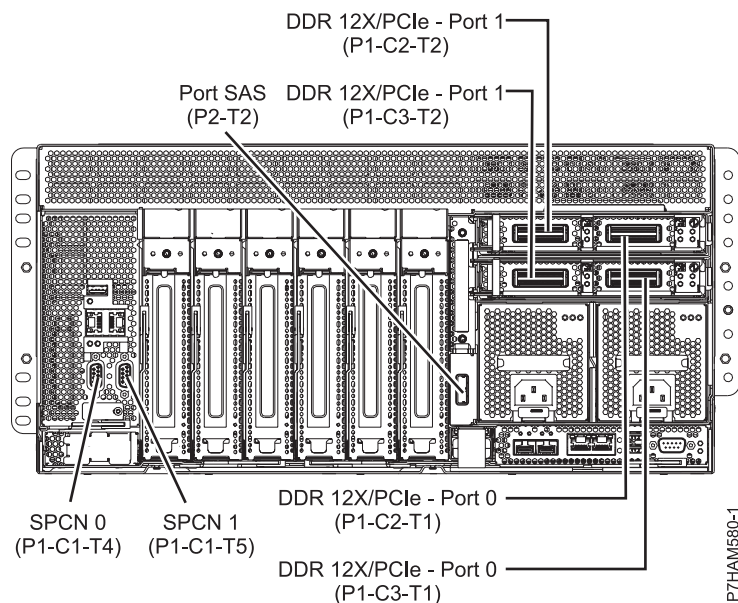 DDR 12X/PCIe - Port 1
(P1-C2-T2)
Port SAS
(P2-T2)
DDR 12X/PCIe - Port 1
(P1-C3-T2)
SPCN 0
(P1-C1-T4)
SPCN 1
(P1-C1-T5)
DDR 12X/PCIe - Port 0
(P1-C2-T1)
DDR 12X/PCIe - Port 0
(P1-C3-T1)
P7HAM580-1